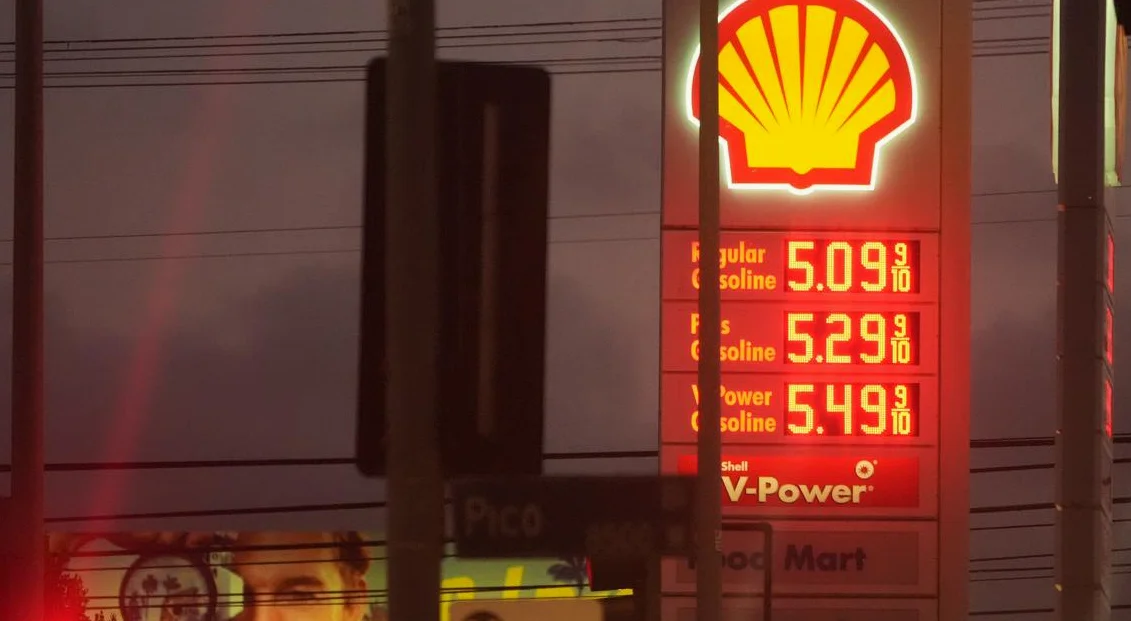 Regular
Gasoline
5.09 9/10
Plus
Gasoline
5.29 9/10
V-Power
Gasoline
5.49 9/10
Shell
V-Power
Pico
Food Mart